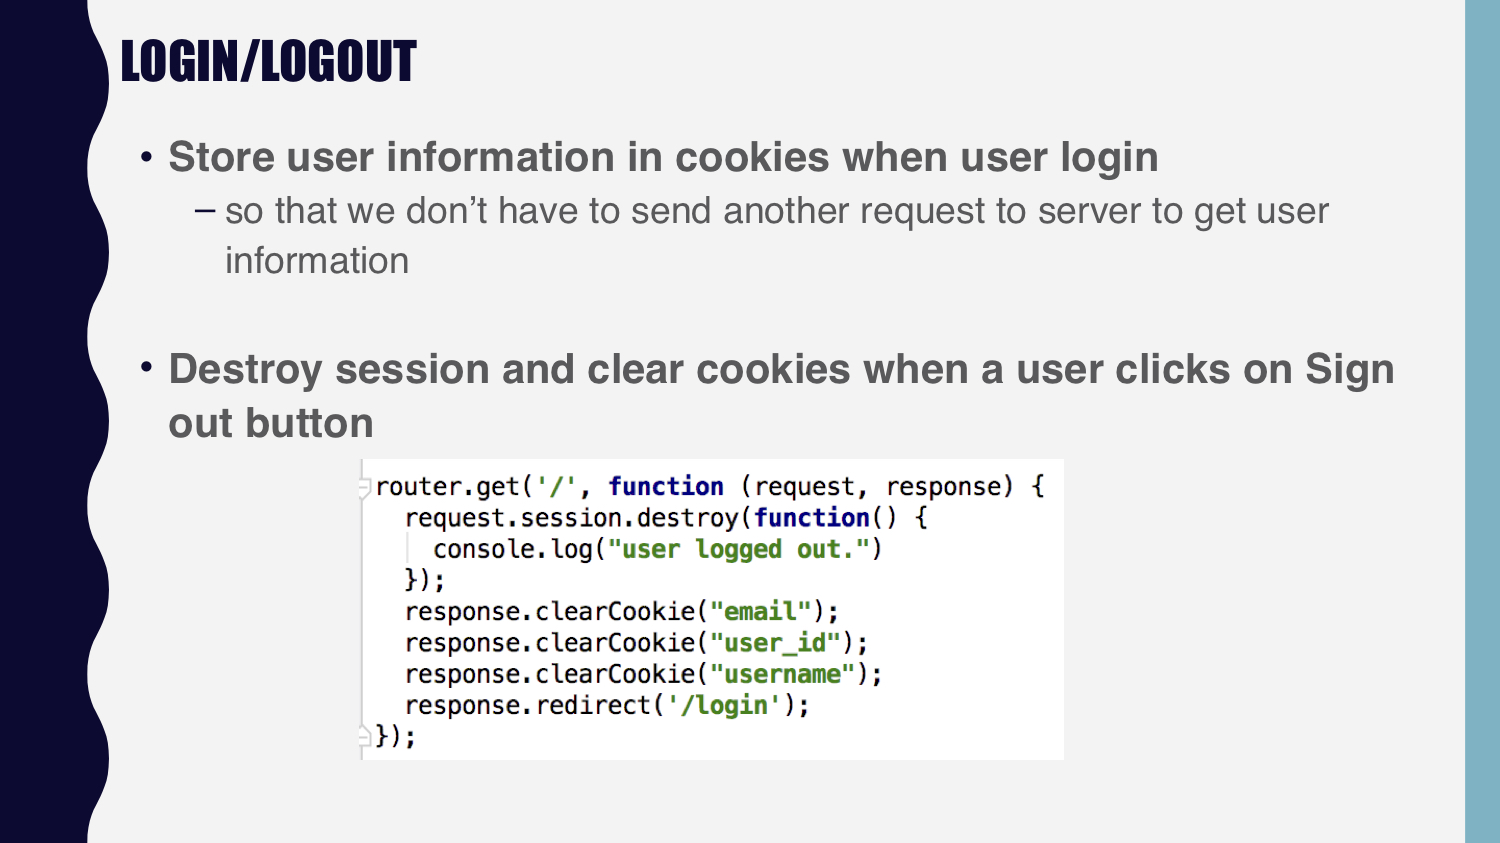 LOGIN/LOGOUT
• Store user information in cookies when user login
– so that we don’t have to send another request to server to get user
information
• Destroy session and clear cookies when a user clicks on Sign
out button
router.get('/', function (request, response) {
  request.session.destroy(function() {
    console.log("user logged out.")
  });
  response.clearCookie("email");
  response.clearCookie("user_id");
  response.clearCookie("username");
  response.redirect('/login');
});